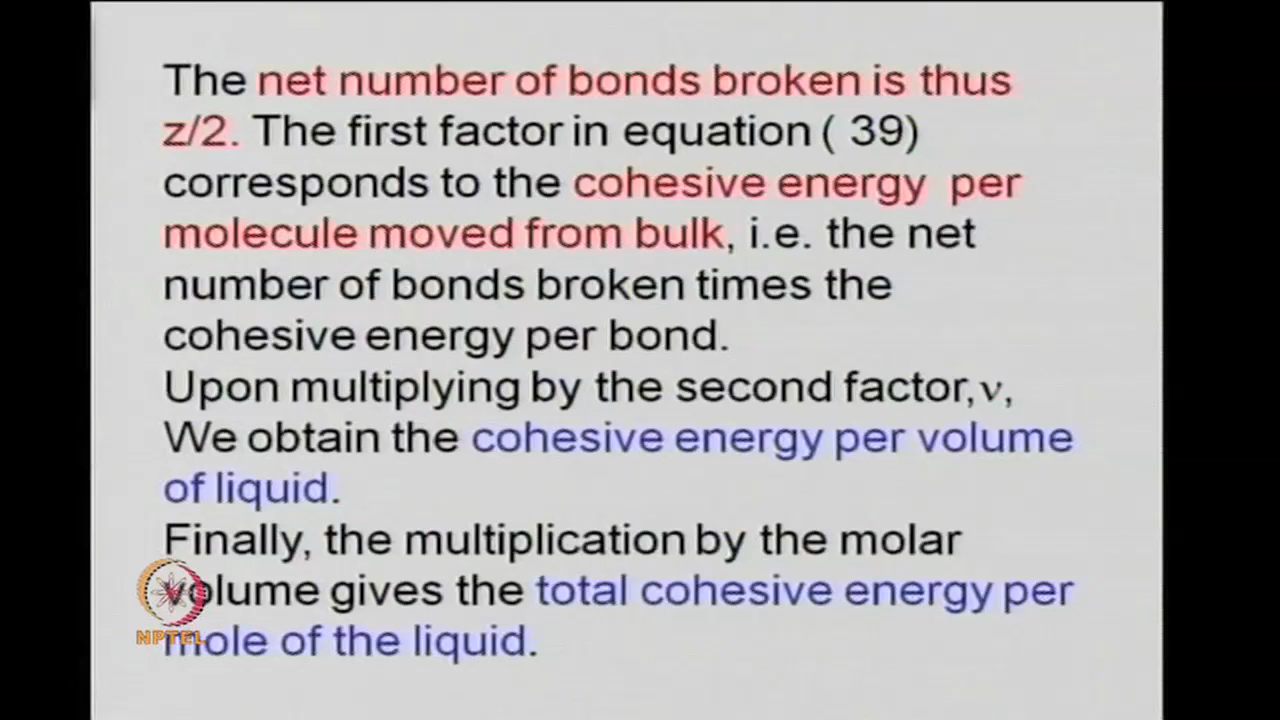 The net number of bonds broken is thus
z/2. The first factor in equation ( 39)
corresponds to the cohesive energy per
molecule moved from bulk, i.e. the net
number of bonds broken times the
cohesive energy per bond.
Upon multiplying by the second factor,ν,
We obtain the cohesive energy per volume
of liquid.
Finally, the multiplication by the molar
volume gives the total cohesive energy per
mole of the liquid.
NPTEL